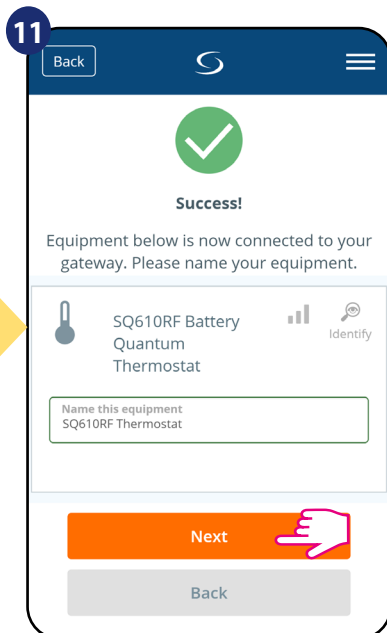 11
Back
Success!
Equipment below is now connected to your
gateway. Please name your equipment.
SQ610RF Battery
Quantum
Thermostat
Identify
Name this equipment
SQ610RF Thermostat
Next
Back